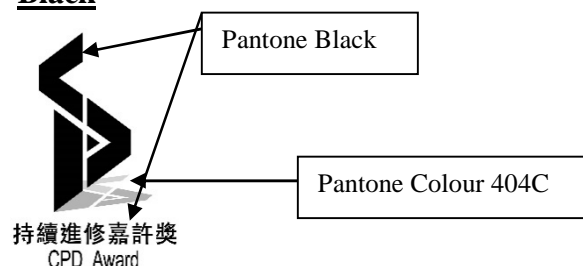 Black
Pantone Black
Pantone Colour 404C
持續進修嘉許獎
CPD Award